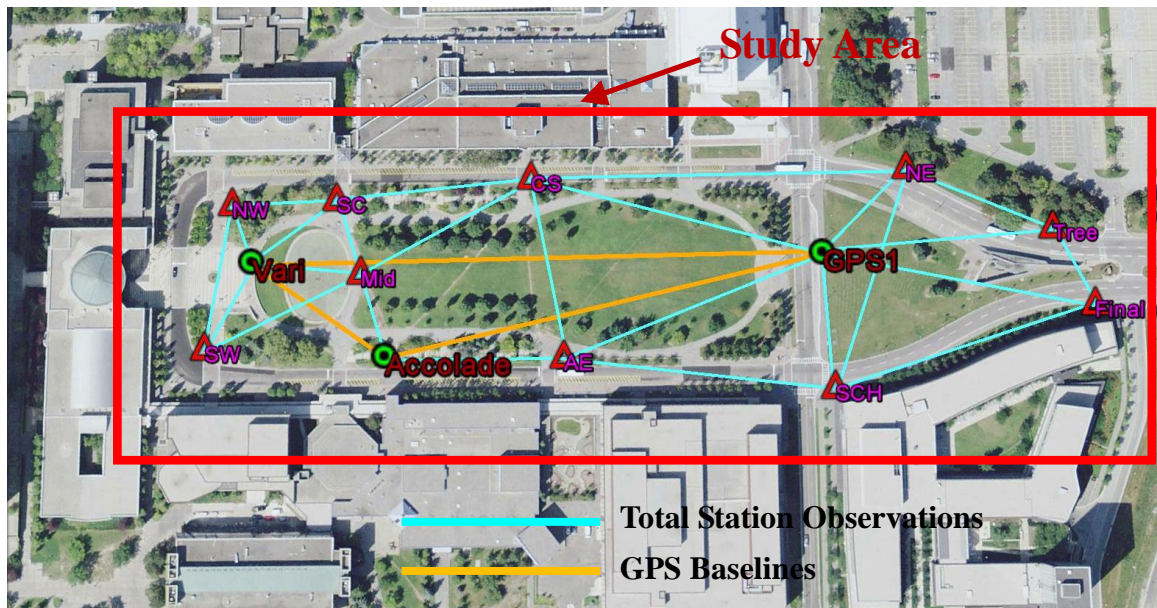 Study Area
NE
CS
SC
NW
Tree
GPS1
Vari
Mid
Final
SW
Accolade
AE
SCH
Total Station Observations
GPS Baselines